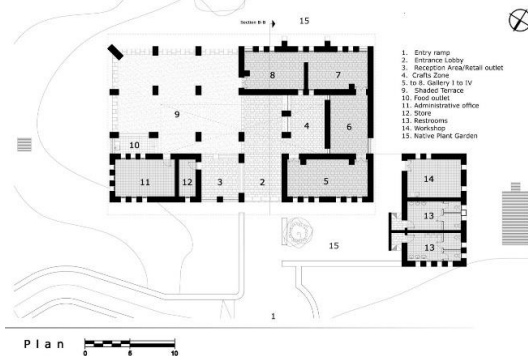 Section B-B
15
1. Entry ramp
2. Entrance Lobby
3. Reception Area/Retail outlet
4. Crafts Zone
5. to 8. Gallery I to IV
9. Shaded Terrace
10. Food outlet
11. Administrative office
12. Store
13. Restrooms
14. Workshop
15. Native Plant Garden
8
7
9
4
6
10
11
12
3
2
5
14
13
13
15
1
Plan
0 6 10